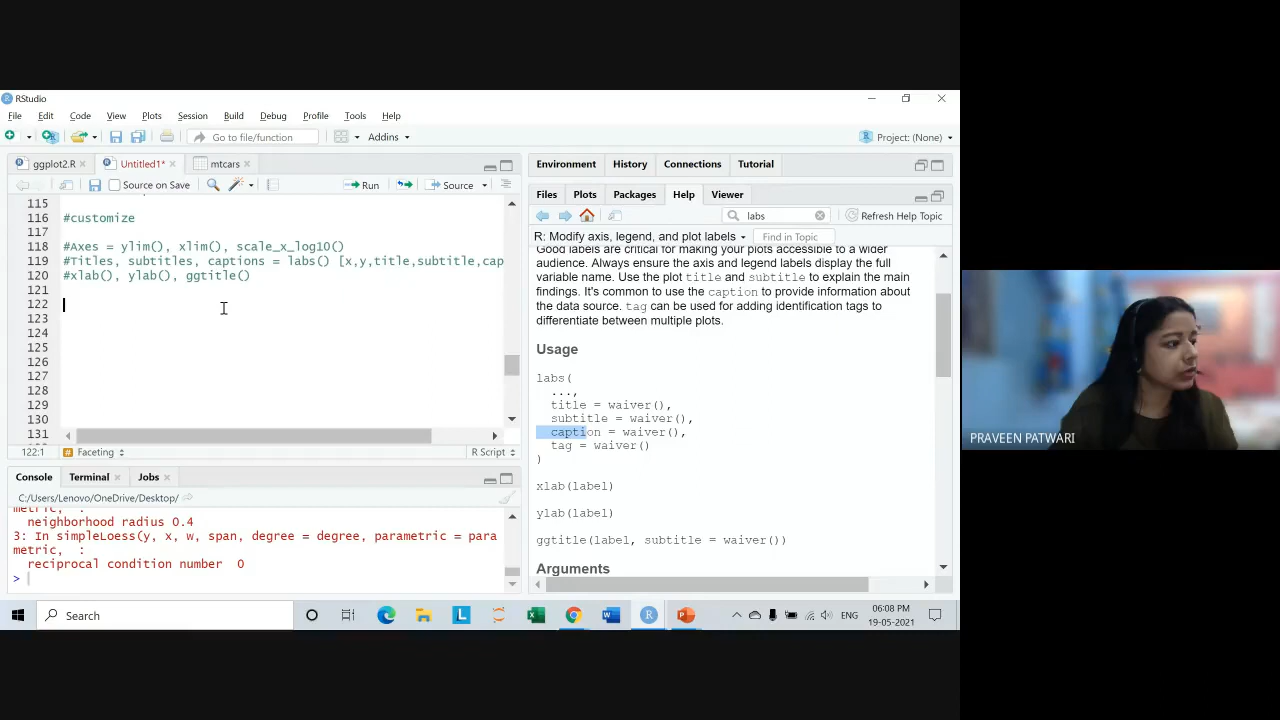 RStudio
File Edit Code View Plots Session Build Debug Profile Tools Help
Go to file/function
Addins
Project: (None)
ggplot2.R
Untitled1*
mtcars
Source on Save
Run
Source
115
116 #customize
117
118 #Axes = ylim(), xlim(), scale_x_log10()
119 #Titles, subtitles, captions = labs() [x,y,title,subtitle,cap
120 #xlab(), ylab(), ggtitle()
121
122
123
124
125
126
127
128
129
130
131
122:1 # Faceting R Script
Console Terminal Jobs
C:/Users/Lenovo/OneDrive/Desktop/
metric, :
neighborhood radius 0.4
3: In simpleLoess(y, x, w, span, degree = degree, parametric = para
metric, :
reciprocal condition number 0
>
Environment History Connections Tutorial
Files Plots Packages Help Viewer
labs
Refresh Help Topic
R: Modify axis, legend, and plot labels
Find in Topic
Good labels are critical for making your plots accessible to a wider
audience. Always ensure the axis and legend labels display the full
variable name. Use the plot title and subtitle to explain the main
findings. It's common to use the caption to provide information
about the data source. tag can be used for adding identification tags to
differentiate between multiple plots.
Usage
labs(
...,
title = waiver(),
subtitle = waiver(),
caption = waiver(),
tag = waiver()
)
xlab(label)
ylab(label)
ggtitle(label, subtitle = waiver())
Arguments
Search
ENG
06:08 PM
19-05-2021
PRAVEEN PATWARI